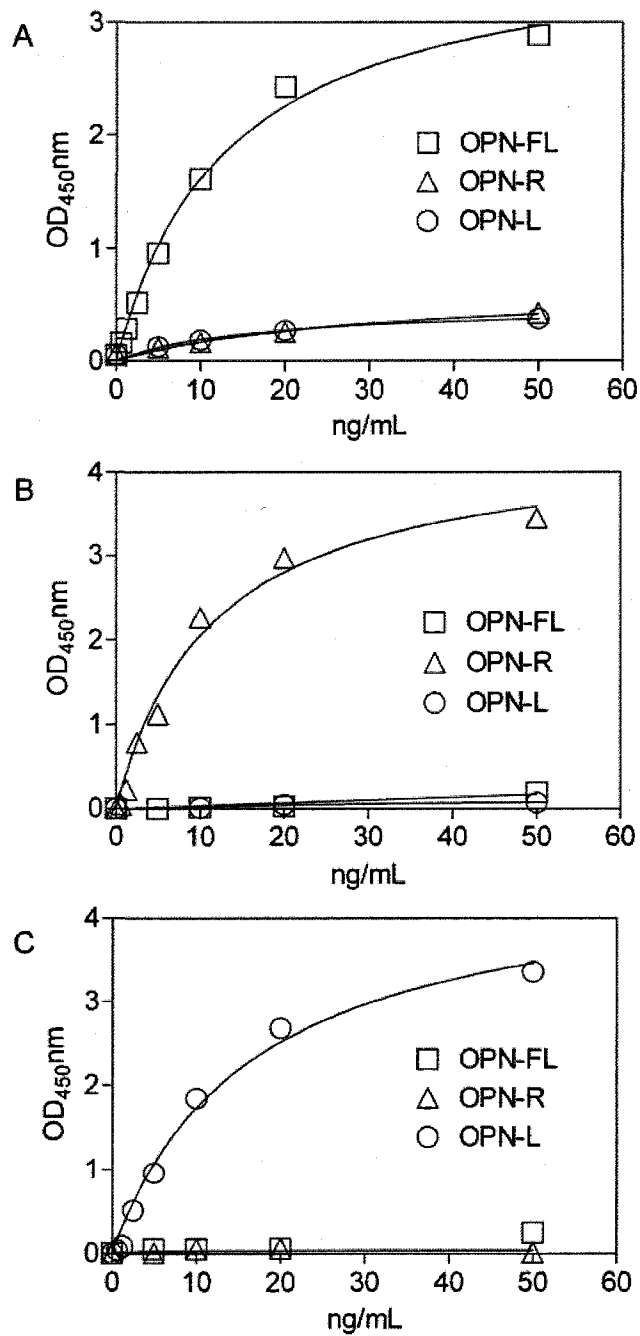 A
3
2
1
0
OD450nm
□ OPN-FL
△ OPN-R
○ OPN-L
0 10 20 30 40 50 60
ng/mL
B
4
3
2
1
0
OD450nm
□ OPN-FL
△ OPN-R
○ OPN-L
0 10 20 30 40 50 60
ng/mL
C
4
3
2
1
0
OD450nm
□ OPN-FL
△ OPN-R
○ OPN-L
0 10 20 30 40 50 60
ng/mL